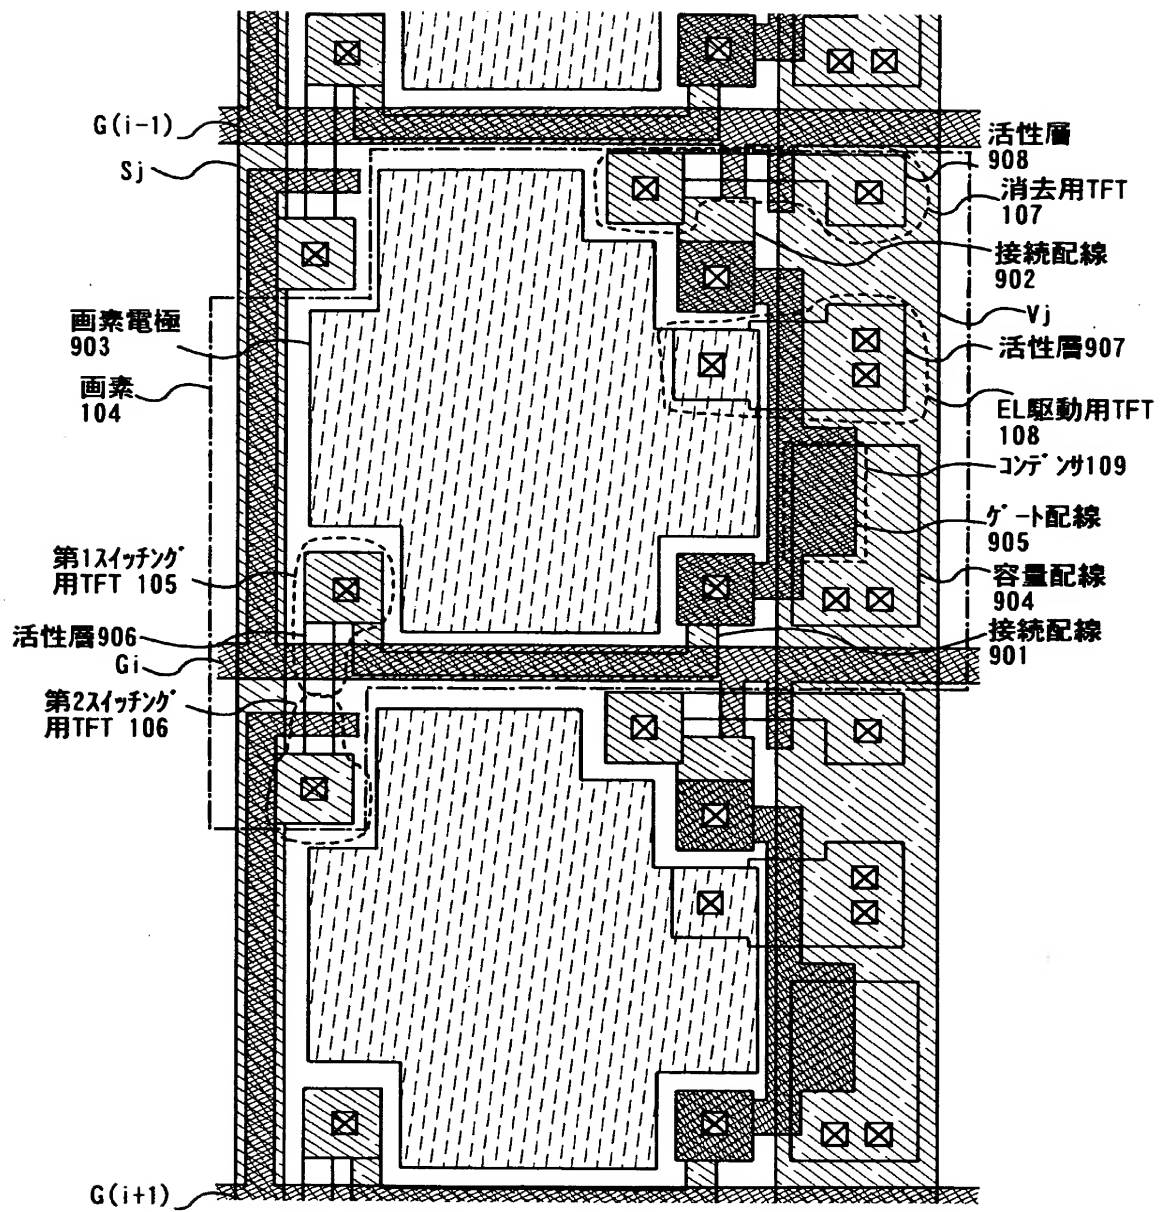 G(i-1)
Sj
画素電極
903
画素
104
第1ｽｲｯﾁﾝｸﾞ
用TFT 105
活性層906
Gi
第2ｽｲｯﾁﾝｸﾞ
用TFT 106
G(i+1)
活性層
908
消去用TFT
107
接続配線
902
Vj
活性層907
EL駆動用TFT
108
ｺﾝﾃﾞﾝｻ109
ｹﾞｰﾄ配線
905
容量配線
904
接続配線
901